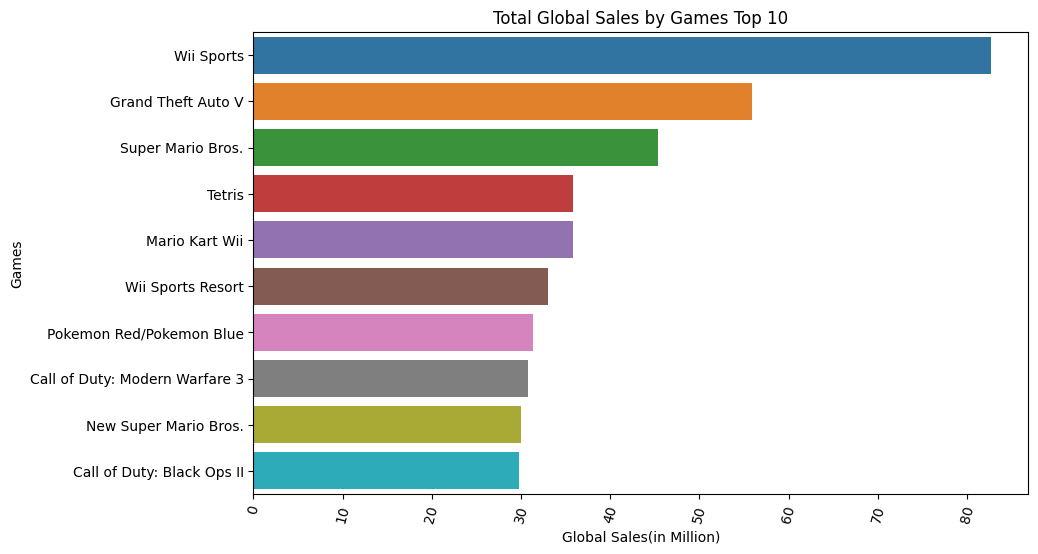 Total Global Sales by Games Top 10
Games
Wii Sports
Grand Theft Auto V
Super Mario Bros.
Tetris
Mario Kart Wii
Wii Sports Resort
Pokemon Red/Pokemon Blue
Call of Duty: Modern Warfare 3
New Super Mario Bros.
Call of Duty: Black Ops II
0 10 20 30 40 50 60 70 80
Global Sales(in Million)